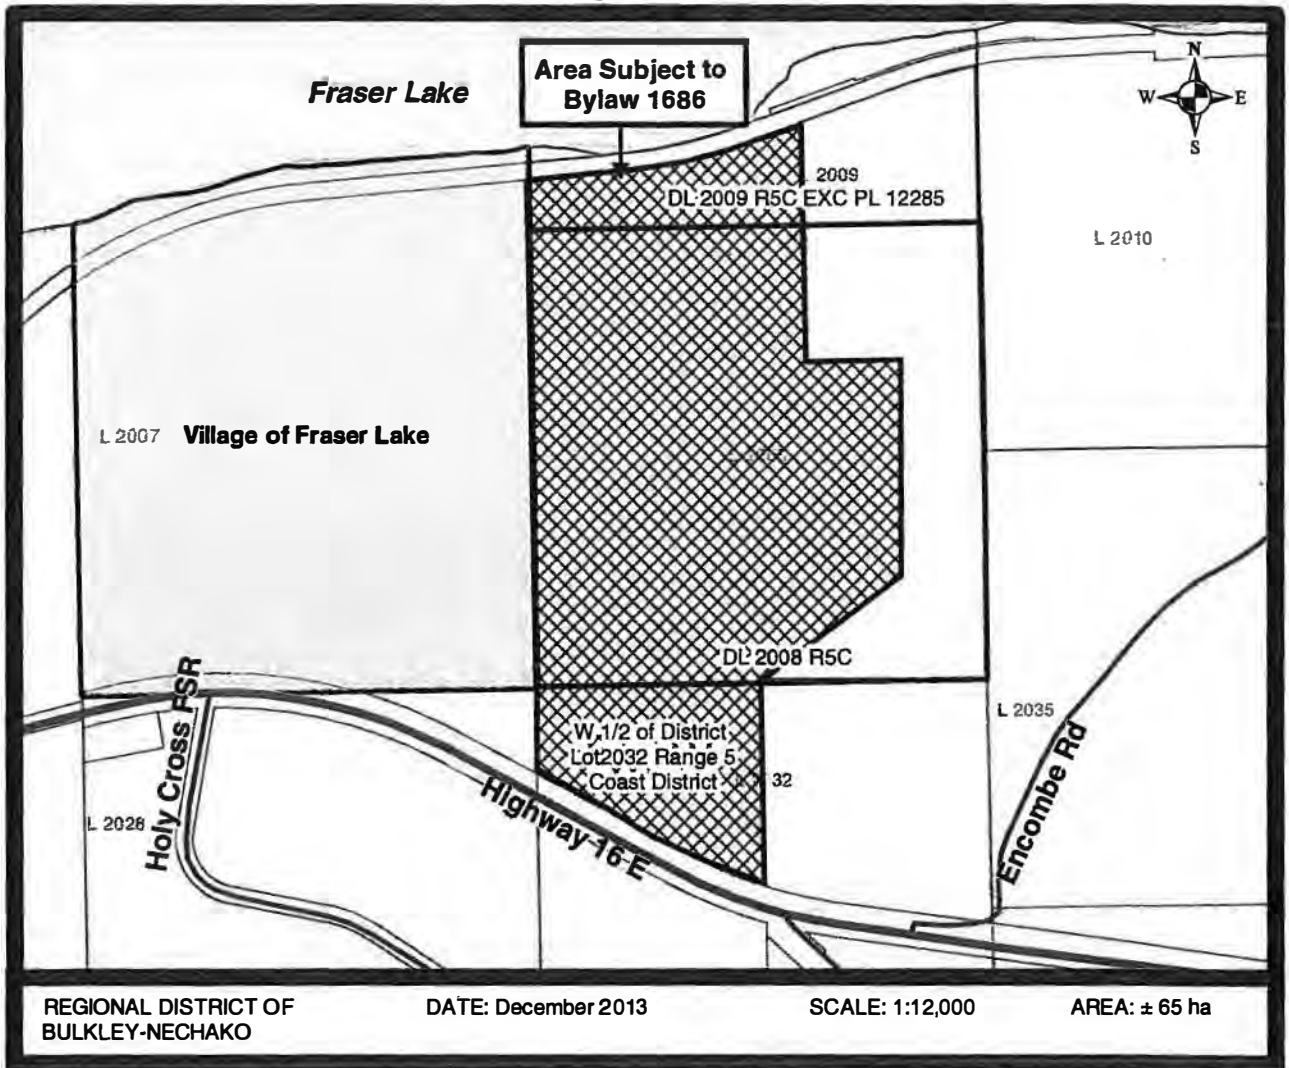 Fraser Lake
Area Subject to
Bylaw 1686
N
W E
S
2009
DL 2009 R5C EXC PL 12285
L 2010
L 2007
Village of Fraser Lake
DL 2008 R5C
W 1/2 of District
Lot2032 Range 5
Coast District
32
L 2035
L 2028
Holy Cross FSR
Highway 16 E
Encombe Rd
REGIONAL DISTRICT OF
BULKLEY-NECHAKO
DATE: December 2013
SCALE: 1:12,000
AREA: ± 65 ha